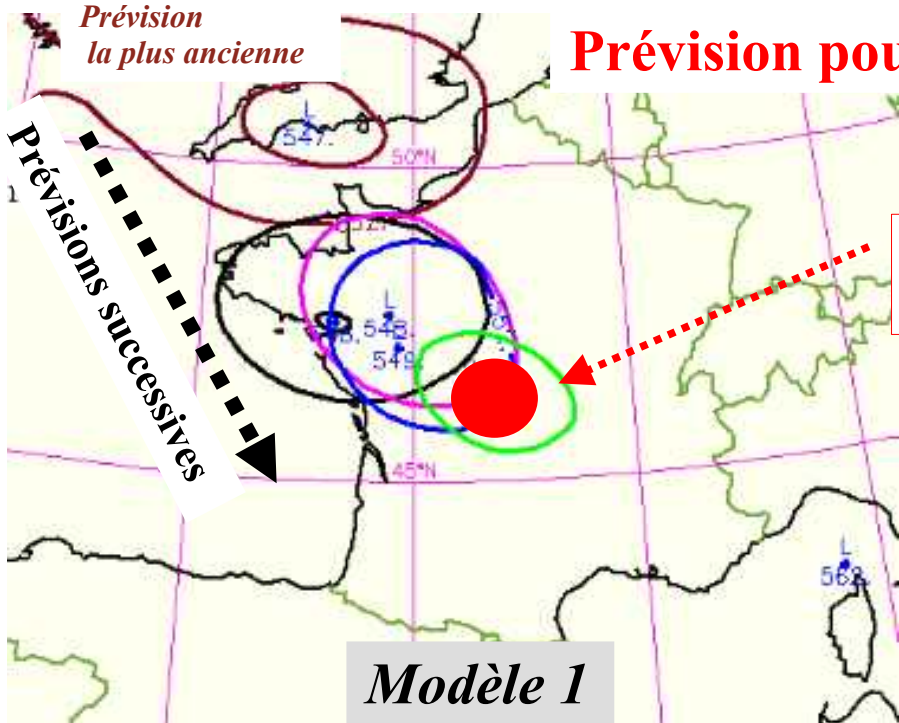 Prévision
la plus ancienne
Prévision pou
L
547.
50°N
Prévisions successives
L
548.
549
45°N
L
562.
Modèle 1